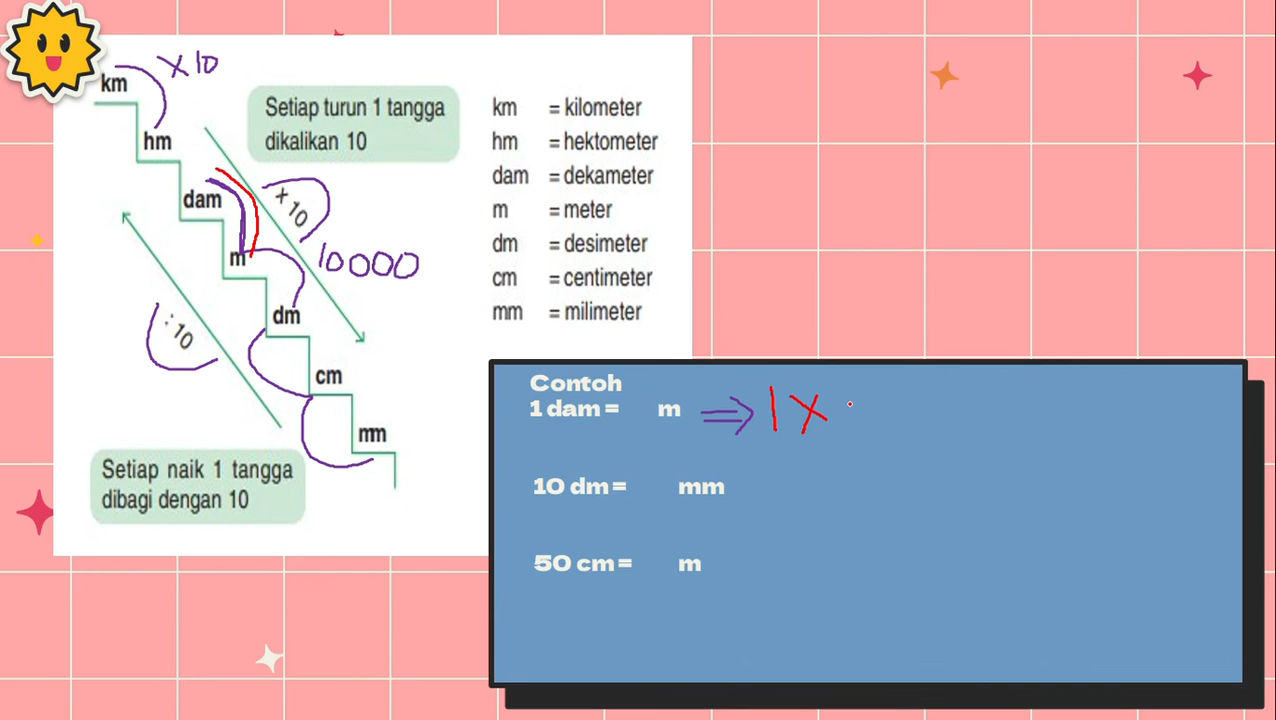 km
x 10
hm
dam
m
dm
cm
mm
Setiap turun 1 tangga
dikalikan 10
x 10
10000
: 10
Setiap naik 1 tangga
dibagi dengan 10
km = kilometer
hm = hektometer
dam = dekameter
m = meter
dm = desimeter
cm = centimeter
mm = milimeter
Contoh
1 dam = m ⇒ 1 x
10 dm = mm
50 cm = m